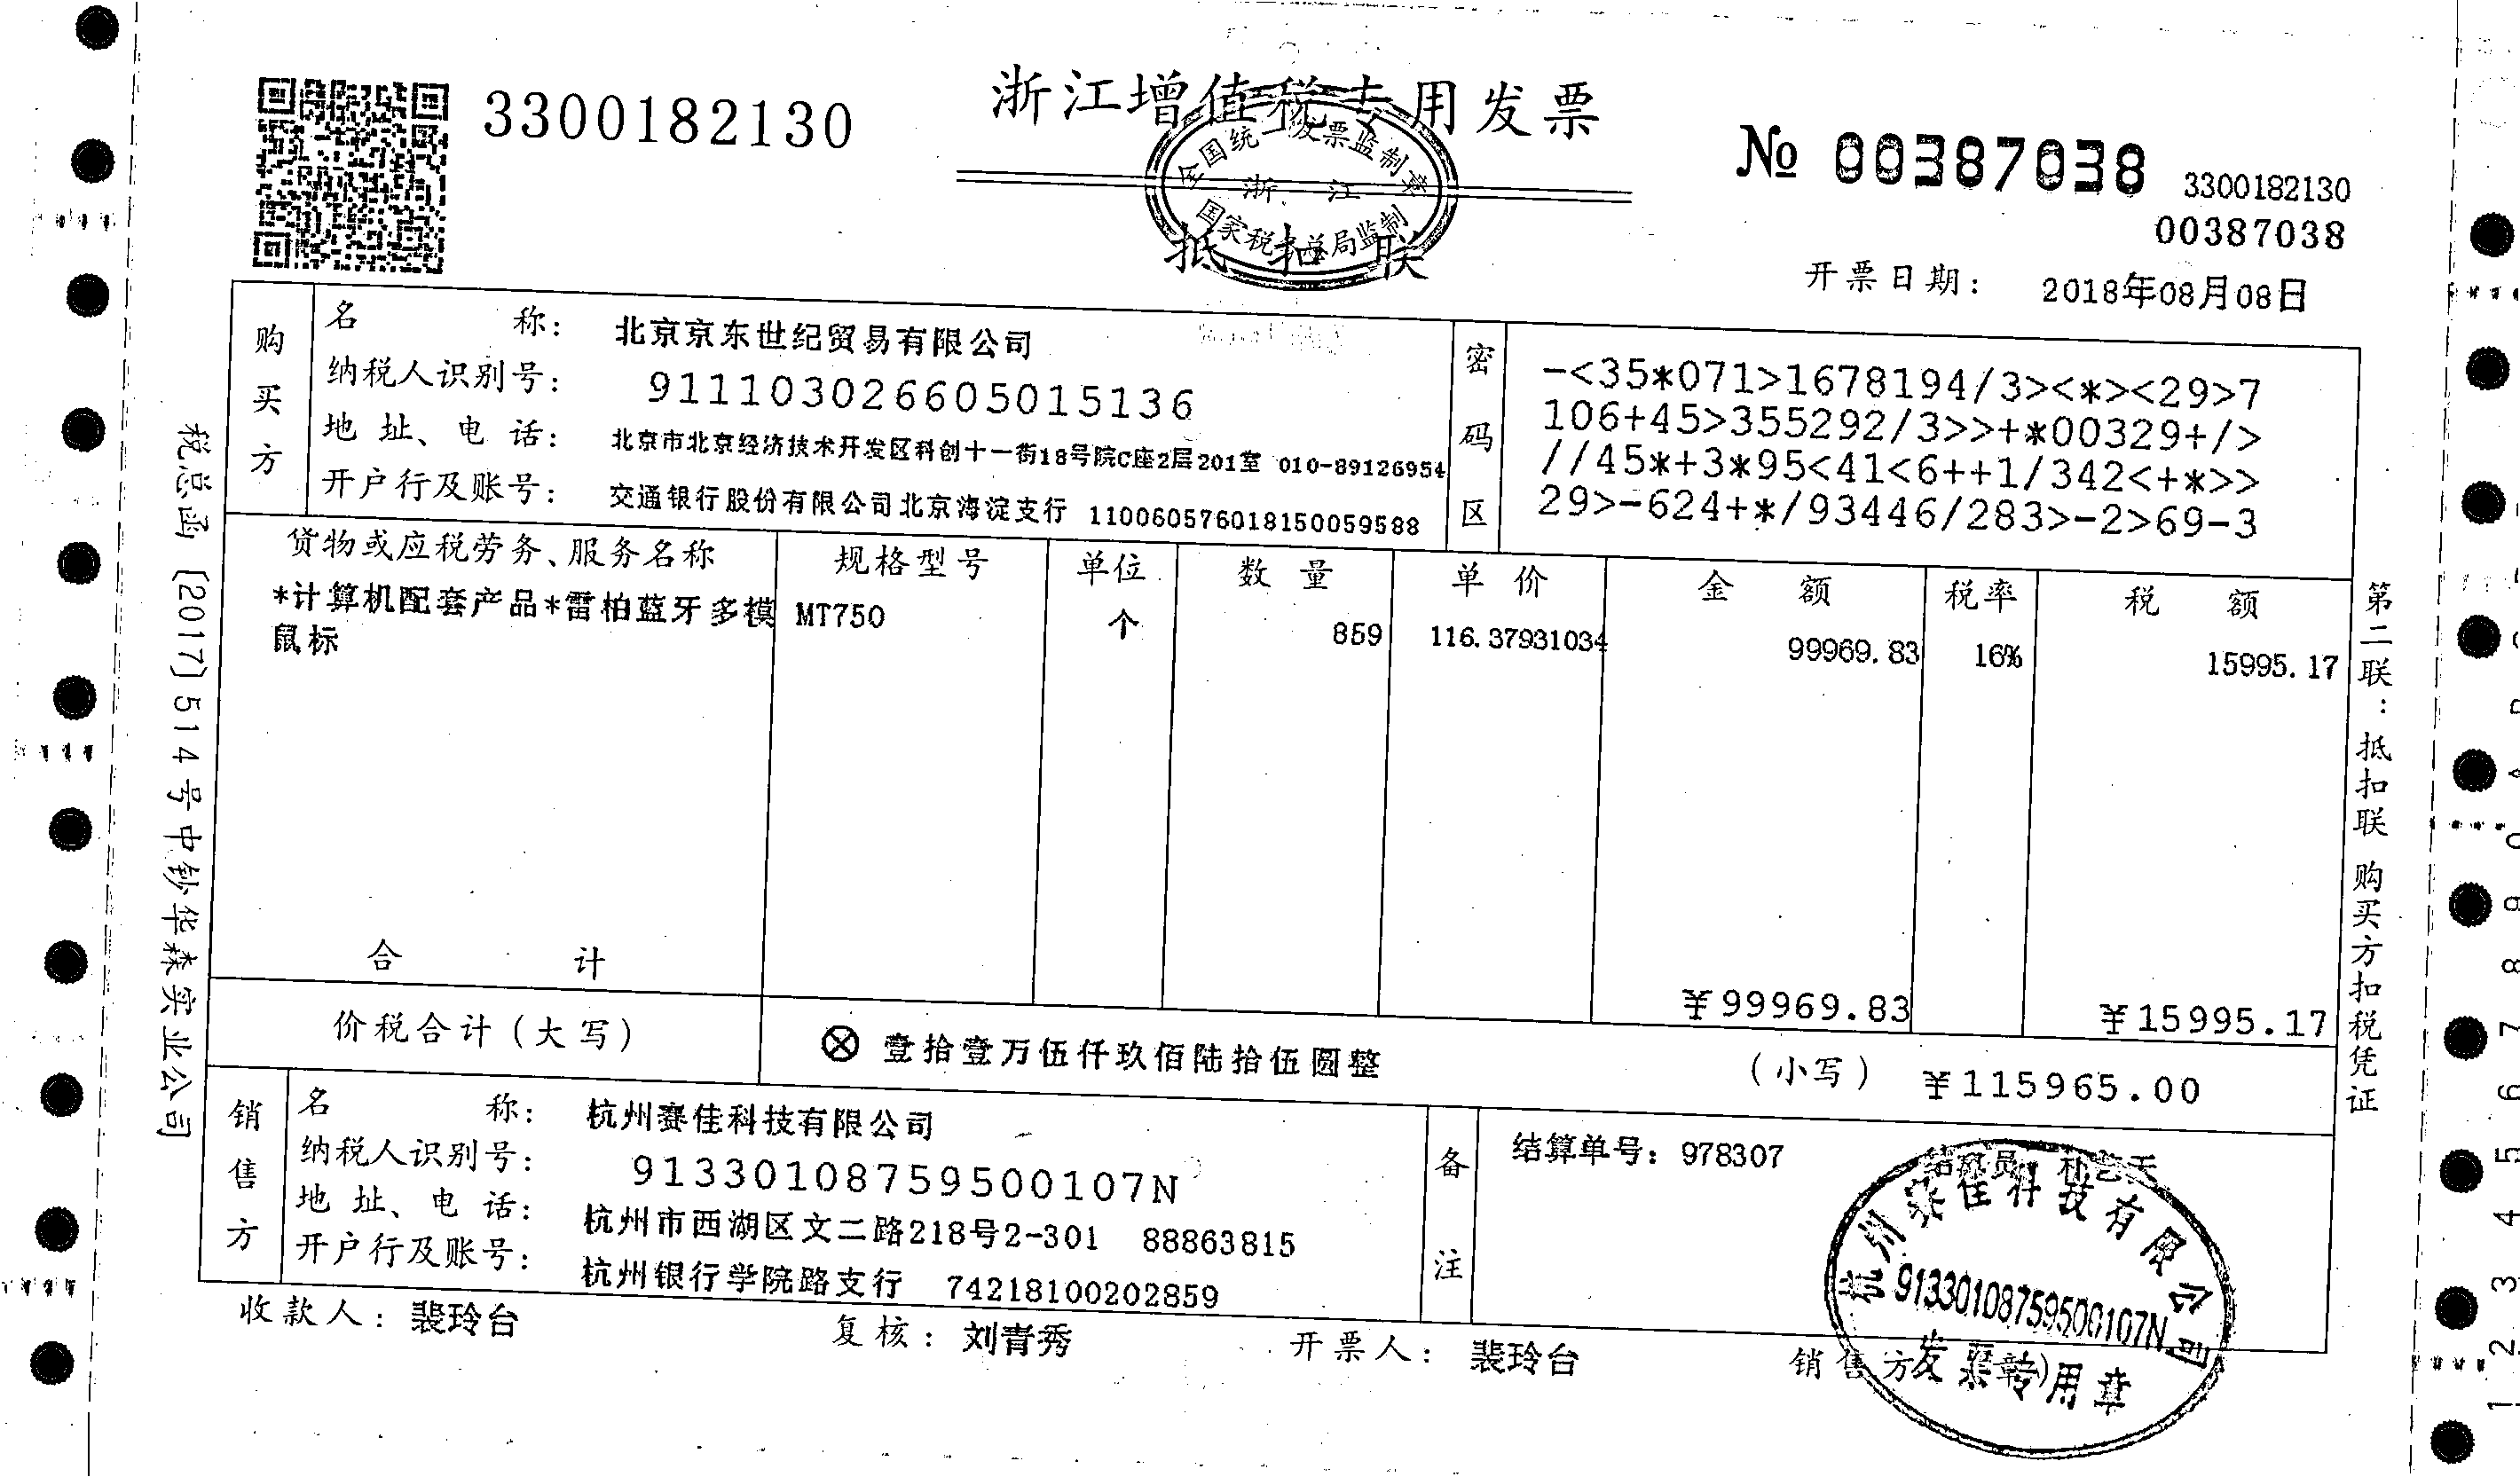 3300182130
浙江增值税专用发票
№ 00387038
3300182130
00387038
全国统一发票监制章
浙 江
国家税务总局监制
抵 扣 联
开票日期： 2018年08月08日
购买方
名 称： 北京京东世纪贸易有限公司
纳税人识别号： 911103026605015136
地 址、电 话： 北京市北京经济技术开发区科创十一街18号院C座2层201室 010-89126954
开户行及账号： 交通银行股份有限公司北京海淀支行 110060576018150059588
密码区
-<35*071>1678194/3><*><29>7
106+45>355292/3>>+*00329+/>
//45*+3*95<41<6++1/342<+*>>
29>-624+*/93446/283>-2>69-3
货物或应税劳务、服务名称 规格型号 单位 数 量 单 价 金 额 税率 税 额
*计算机配套产品*雷柏蓝牙多模 MT750 个 859 116.37931034 99969.83 16% 15995.17
鼠标
合 计 ¥99969.83 ¥15995.17
价税合计（大写） ⊗ 壹拾壹万伍仟玖佰陆拾伍圆整 （小写） ¥115965.00
销售方
名 称： 杭州赛佳科技有限公司
纳税人识别号： 91330108759500107N
地 址、电 话： 杭州市西湖区文二路218号2-301 88863815
开户行及账号： 杭州银行学院路支行 74218100202859
备注
结算单号：978307
杭州赛佳科技有限公司
91330108759500107N
发票专用章
收款人：裴玲台 复核：刘青秀 开票人：裴玲台 销售方：（章）
税总函〔2017〕514号中钞华森实业公司
第二联：抵扣联 购买方扣税凭证